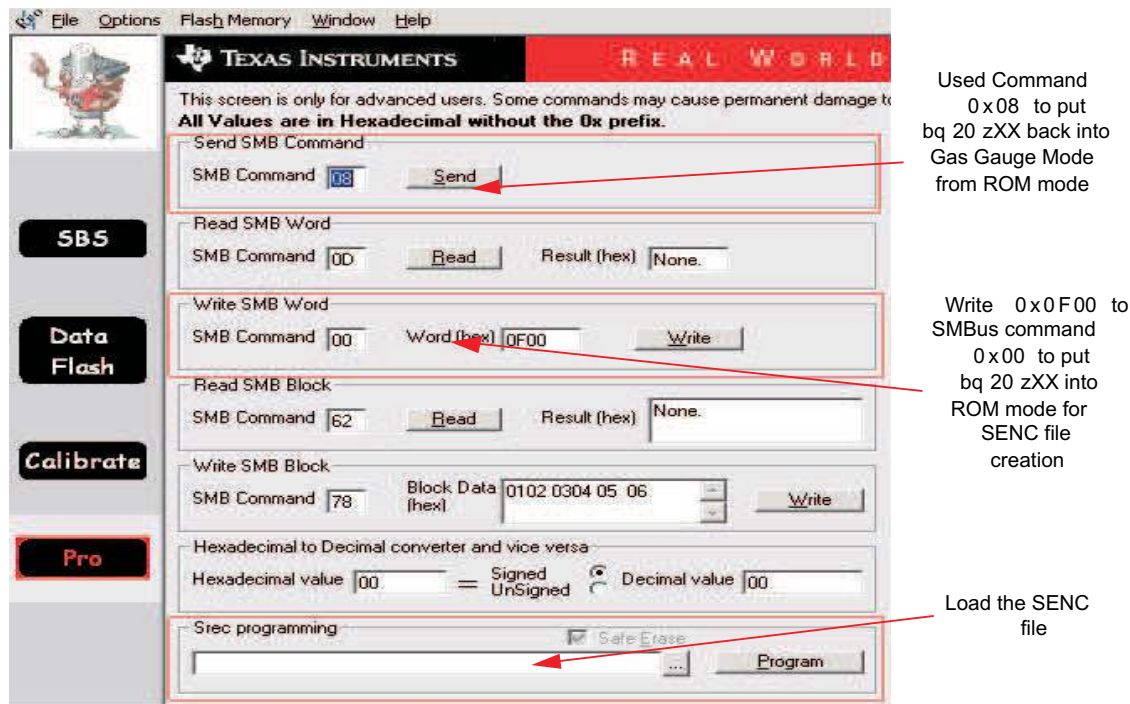 File Options Flash Memory Window Help
TEXAS INSTRUMENTS REAL WORLD
This screen is only for advanced users. Some commands may cause permanent damage
All Values are in Hexadecimal without the 0x prefix.
Send SMB Command
SMB Command 08 Send
Read SMB Word
SMB Command 0D Read Result (hex) None.
Write SMB Word
SMB Command 00 Word (hex) 0F00 Write
Read SMB Block
SMB Command 62 Read Result (hex) None.
Write SMB Block
SMB Command 78 Block Data (hex) 0102 0304 05 06 Write
Hexadecimal to Decimal converter and vice versa
Hexadecimal value 00 = Signed UnSigned Decimal value 00
Srec programming
Safe Erase
... Program
SBS
Data
Flash
Calibrate
Pro
Used Command
0x08 to put
bq 20 zXX back into
Gas Gauge Mode
from ROM mode
Write 0x0F00 to
SMBus command
0x00 to put
bq 20 zXX into
ROM mode for
SENC file
creation
Load the SENC
file